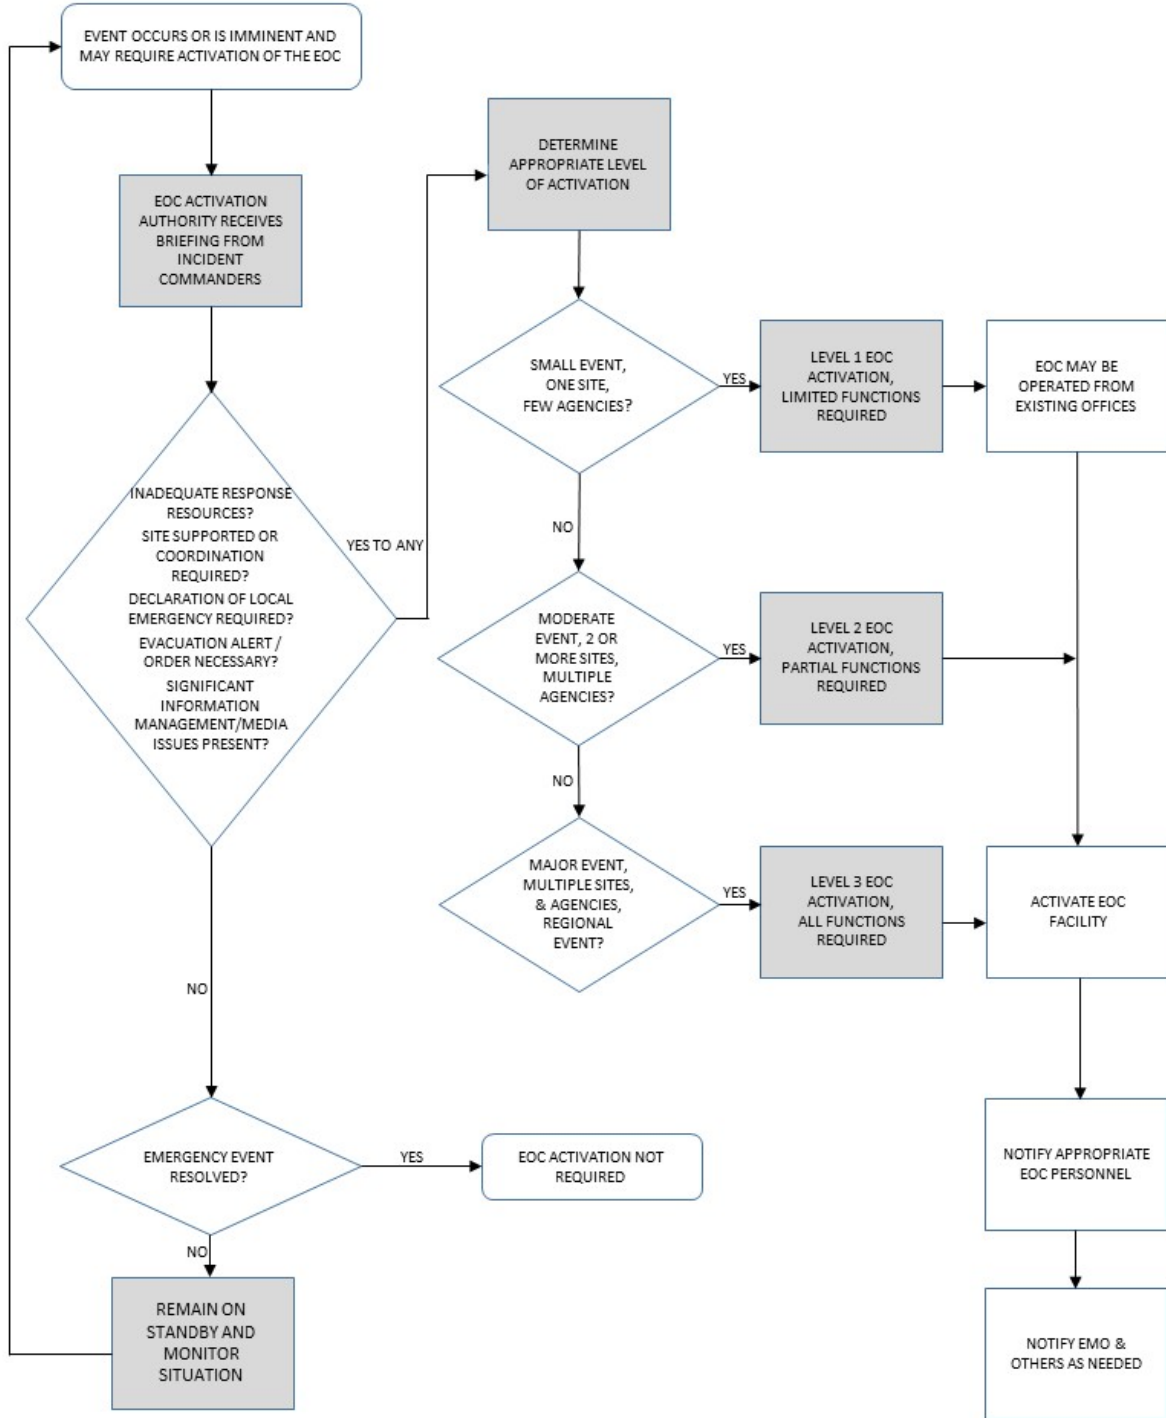 EVENT OCCURS OR IS IMMINENT AND
MAY REQUIRE ACTIVATION OF THE EOC
EOC ACTIVATION
AUTHORITY RECEIVES
BRIEFING FROM
INCIDENT
COMMANDERS
INADEQUATE RESPONSE
RESOURCES?
SITE SUPPORTED OR
COORDINATION
REQUIRED?
DECLARATION OF LOCAL
EMERGENCY REQUIRED?
EVACUATION ALERT /
ORDER NECESSARY?
SIGNIFICANT
INFORMATION
MANAGEMENT/MEDIA
ISSUES PRESENT?
YES TO ANY
NO
EMERGENCY EVENT
RESOLVED?
YES
EOC ACTIVATION NOT
REQUIRED
NO
REMAIN ON
STANDBY AND
MONITOR
SITUATION
DETERMINE
APPROPRIATE LEVEL
OF ACTIVATION
SMALL EVENT,
ONE SITE,
FEW AGENCIES?
YES
LEVEL 1 EOC
ACTIVATION,
LIMITED FUNCTIONS
REQUIRED
EOC MAY BE
OPERATED FROM
EXISTING OFFICES
NO
MODERATE
EVENT, 2 OR
MORE SITES,
MULTIPLE
AGENCIES?
YES
LEVEL 2 EOC
ACTIVATION,
PARTIAL FUNCTIONS
REQUIRED
NO
MAJOR EVENT,
MULTIPLE SITES,
& AGENCIES,
REGIONAL
EVENT?
YES
LEVEL 3 EOC
ACTIVATION,
ALL FUNCTIONS
REQUIRED
ACTIVATE EOC
FACILITY
NOTIFY APPROPRIATE
EOC PERSONNEL
NOTIFY EMO &
OTHERS AS NEEDED